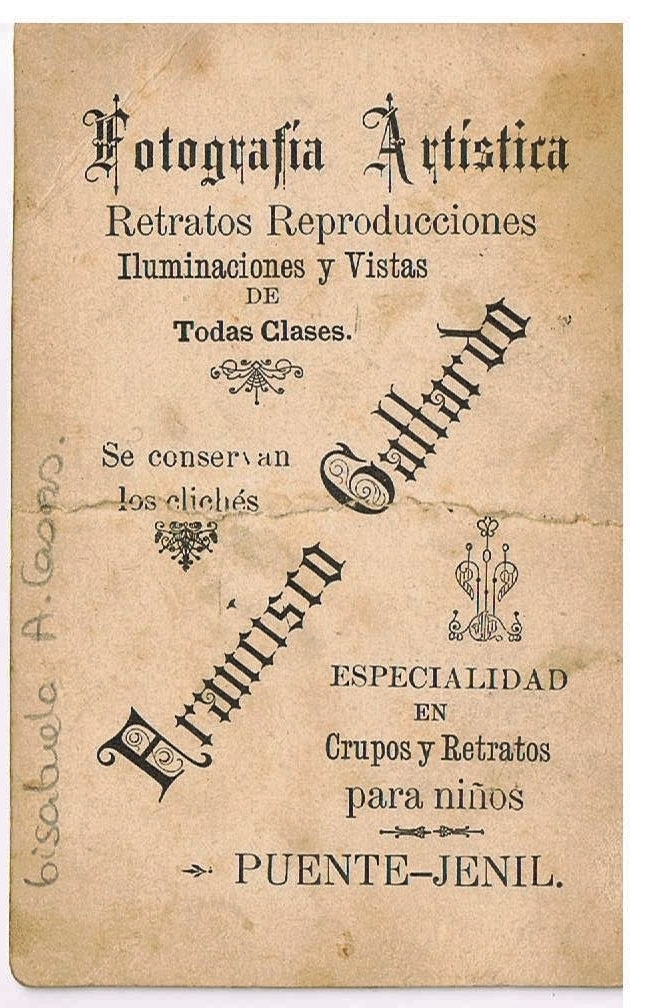 Fotografía Artística
Retratos Reproducciones
Iluminaciones y Vistas
DE
Todas Clases.
Se conservan
los clichés
Francisco Gallardo
ESPECIALIDAD
EN
Crupos y Retratos
para niños
PUENTE-JENIL.
bisabuela A.